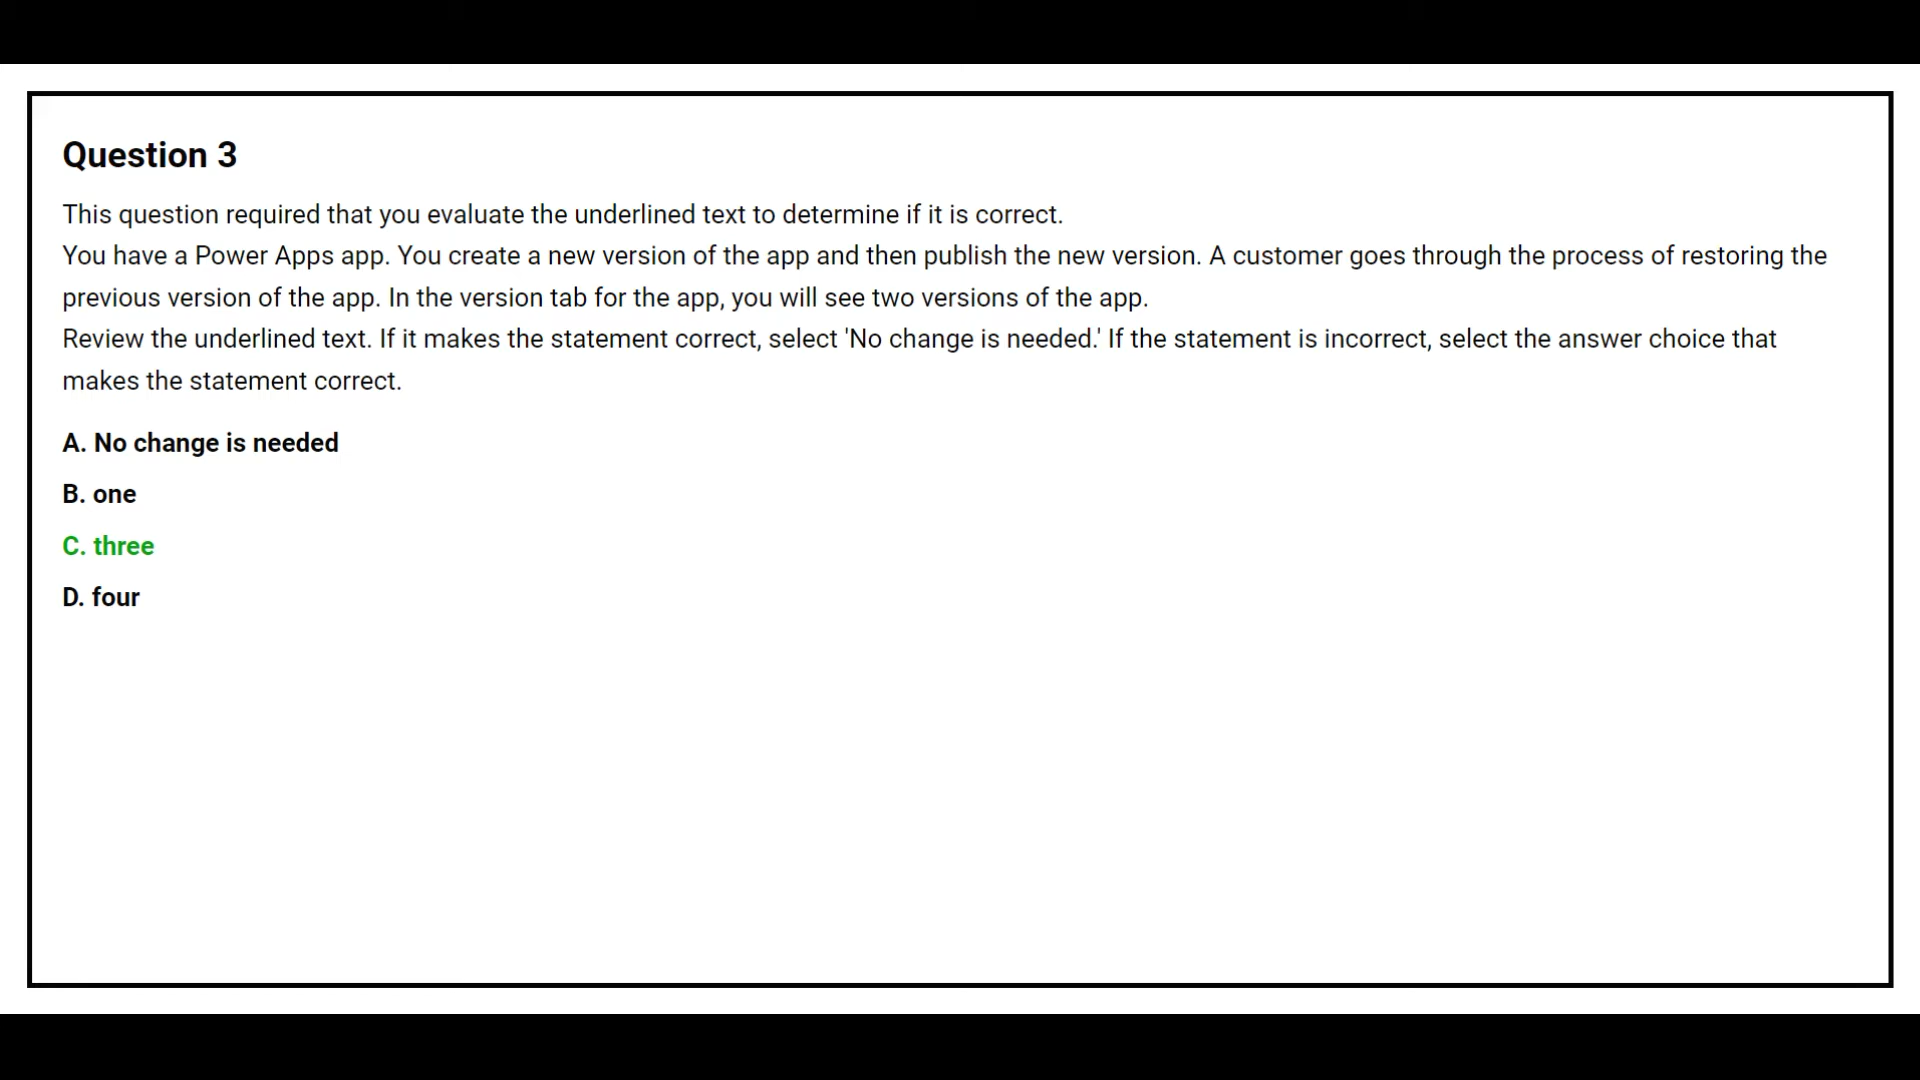 Question 3
This question required that you evaluate the underlined text to determine if it is correct.
You have a Power Apps app. You create a new version of the app and then publish the new version. A customer goes through the process of restoring the
previous version of the app. In the version tab for the app, you will see two versions of the app.
Review the underlined text. If it makes the statement correct, select 'No change is needed.' If the statement is incorrect, select the answer choice that
makes the statement correct.
A. No change is needed
B. one
C. three
D. four